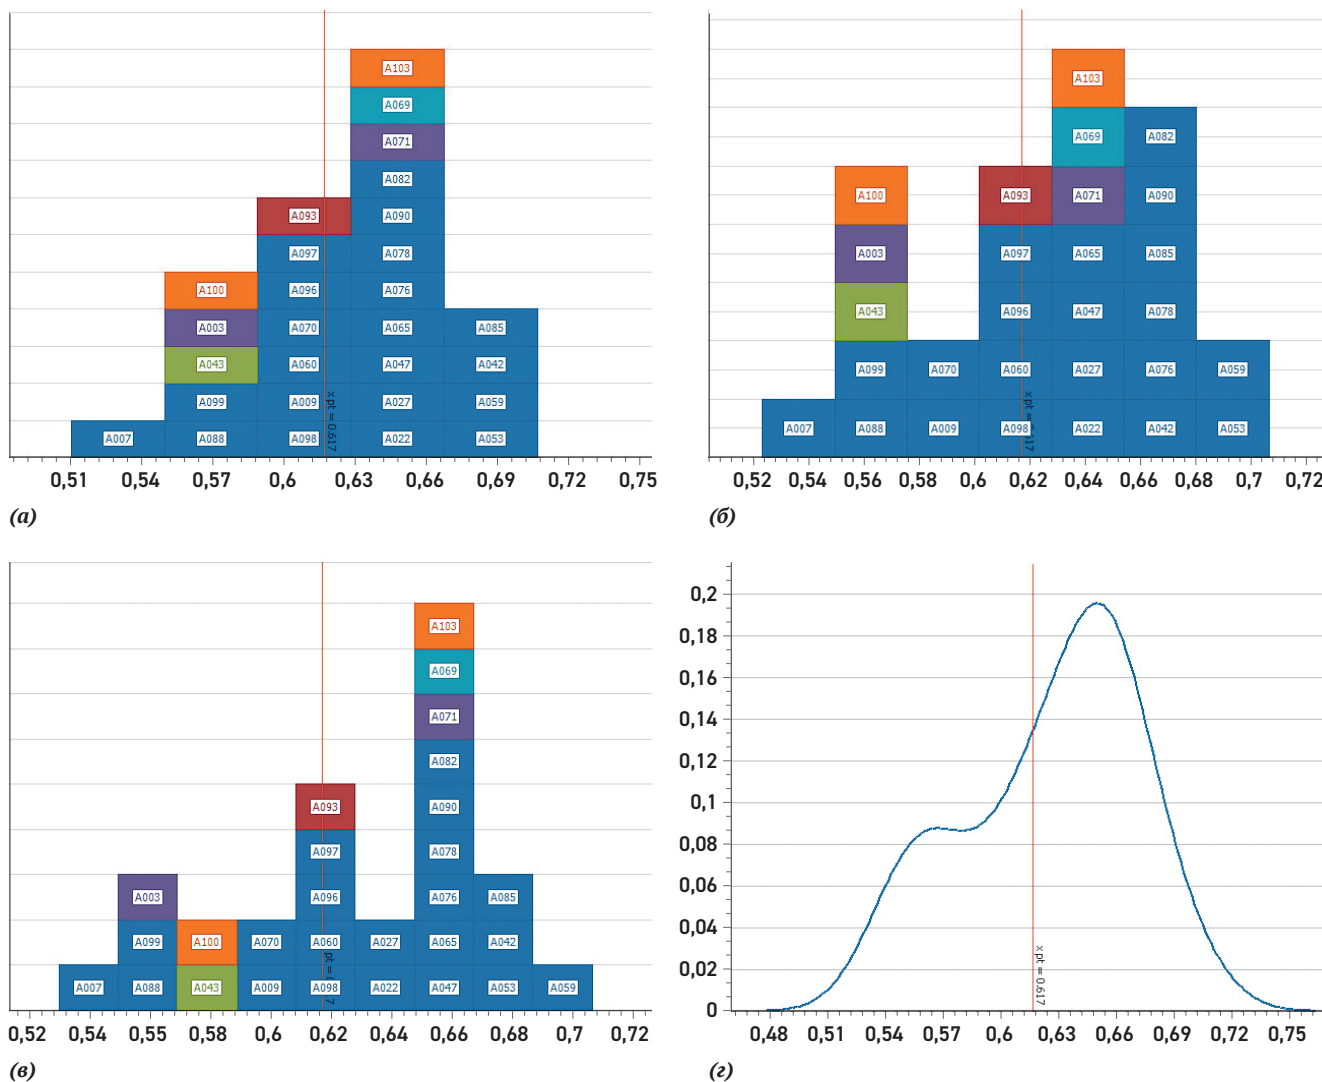 A103
A069
A071
A082
A093 A090
A097 A078
A100 A096 A076
A003 A070 A065 A085
A043 A060 A047 A042
A099 A009 A027 A059
A007 A088 A098 A022 A053
x pt = 0.617
0,51 0,54 0,57 0,6 0,63 0,66 0,69 0,72 0,75
(а)
A103
A069 A082
A100 A093 A071 A090
A003 A097 A065 A085
A043 A096 A047 A078
A099 A070 A060 A027 A076 A059
A007 A088 A009 A098 A022 A042 A053
0,52 0,54 0,56 0,58 0,6 0,62 0,64 0,66 0,68 0,7 0,72
(б)
A103
A069
A071
A082
A093 A090
A097 A078
A003 A096 A076 A085
A099 A100 A070 A060 A027 A065 A042
A007 A088 A043 A009 A098 A022 A047 A053 A059
0,52 0,54 0,55 0,58 0,6 0,62 0,64 0,66 0,68 0,7 0,72
(в)
0,2
0,18
0,16
0,14
0,12
0,1
0,08
0,06
0,04
0,02
0
x pt = 0.617
0,48 0,51 0,54 0,57 0,6 0,63 0,66 0,69 0,72 0,75
(г)